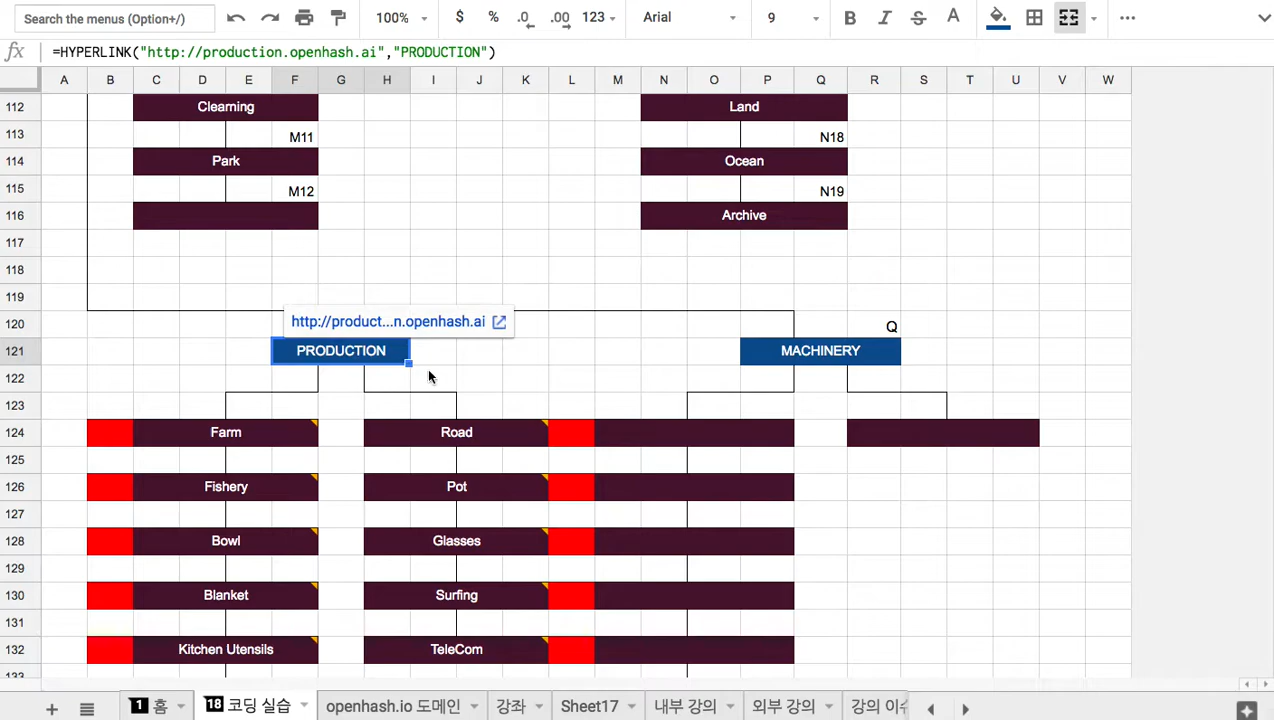 Search the menus (Option+/)
100%
$ % .0 .00 123
Arial
9
B I S A
fx =HYPERLINK("http://production.openhash.ai","PRODUCTION")
A B C D E F G H I J K L M N O P Q R S T U V W
112 Clearning Land
113 M11 N18
114 Park Ocean
115 M12 N19
116 Archive
117
118
119
120 http://product...n.openhash.ai Q
121 PRODUCTION MACHINERY
122
123
124 Farm Road
125
126 Fishery Pot
127
128 Bowl Glasses
129
130 Blanket Surfing
131
132 Kitchen Utensils TeleCom
133
1 홈 18 코딩 실습 openhash.io 도메인 강좌 Sheet17 내부 강의 외부 강의 강의 이수